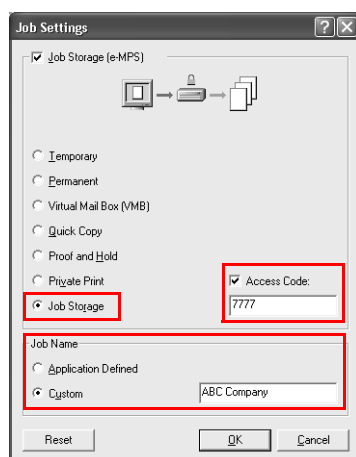 Job Settings
Job Storage (e-MPS)
Temporary
Permanent
Virtual Mail Box (VMB)
Quick Copy
Proof and Hold
Private Print
Access Code:
Job Storage
7777
Job Name
Application Defined
Custom
ABC Company
Reset
OK
Cancel